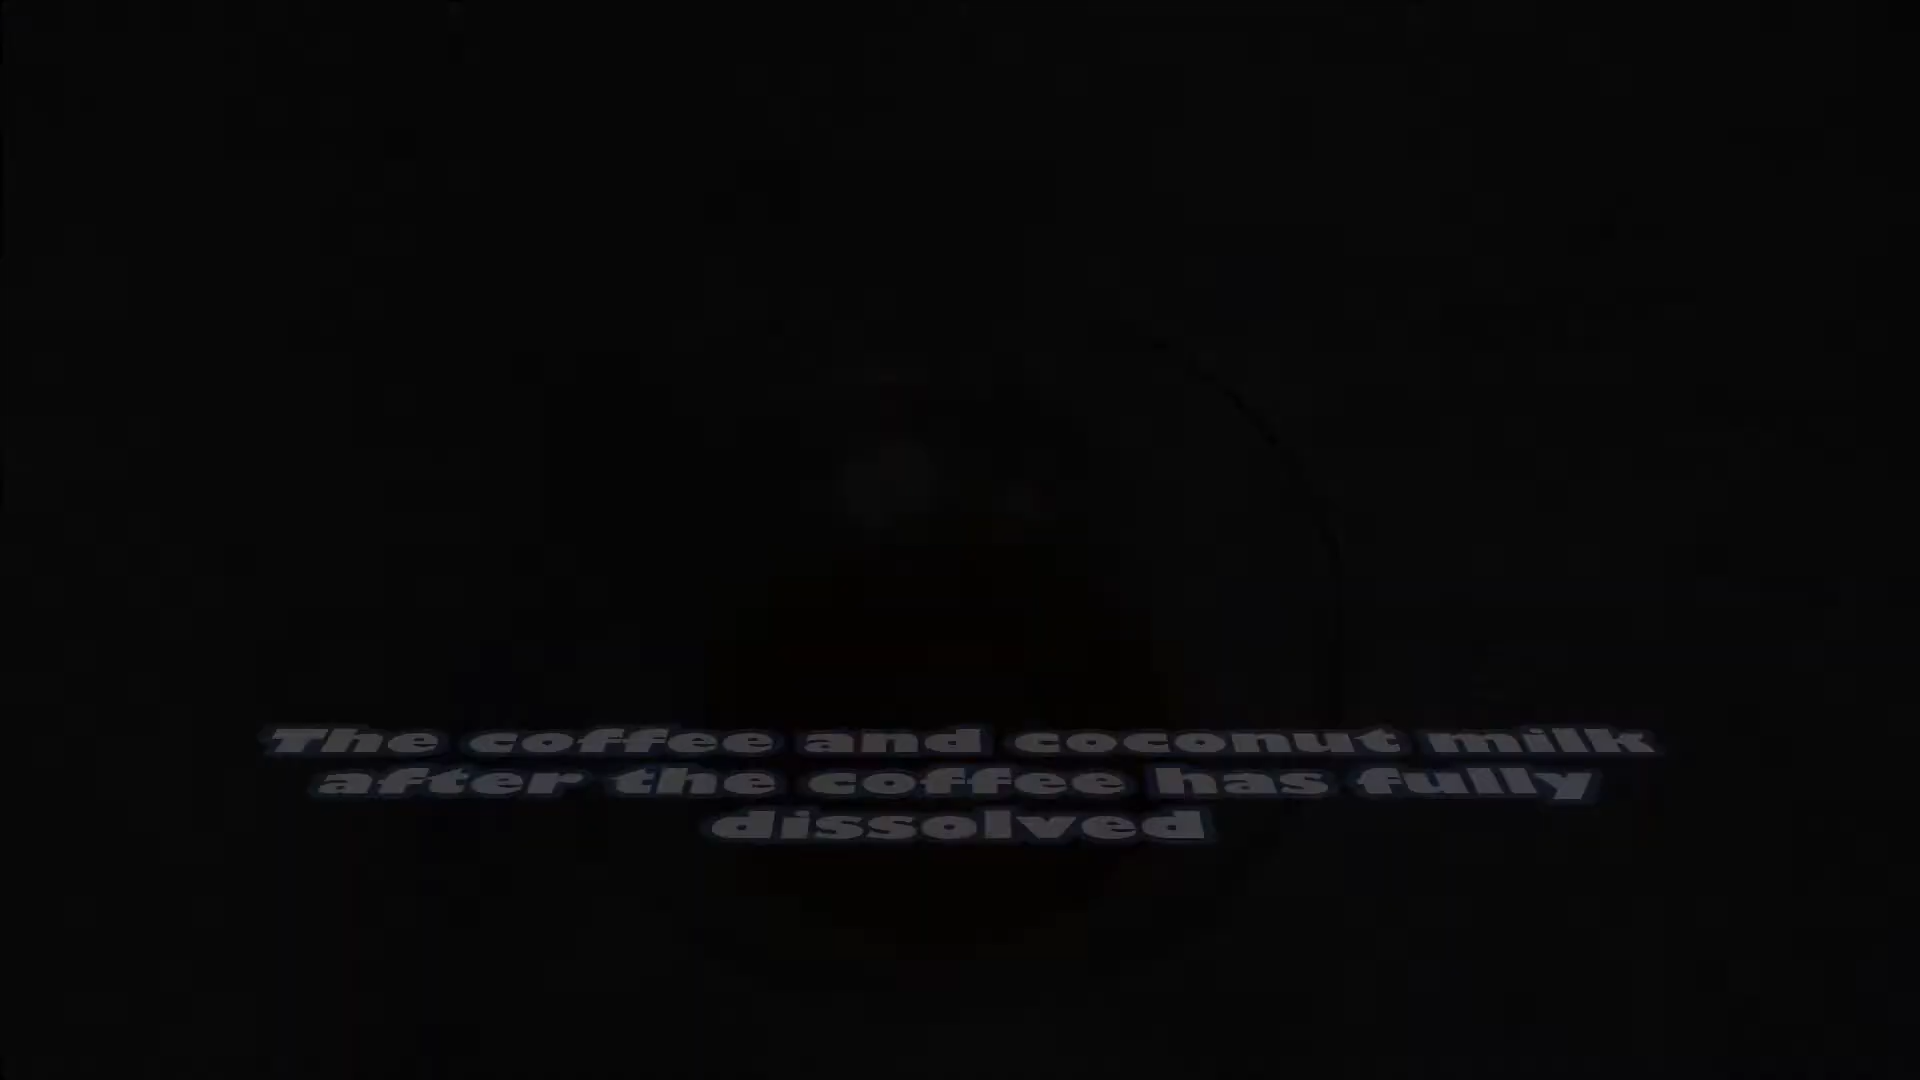 The coffee and coconut milk
after the coffee has fully
dissolved